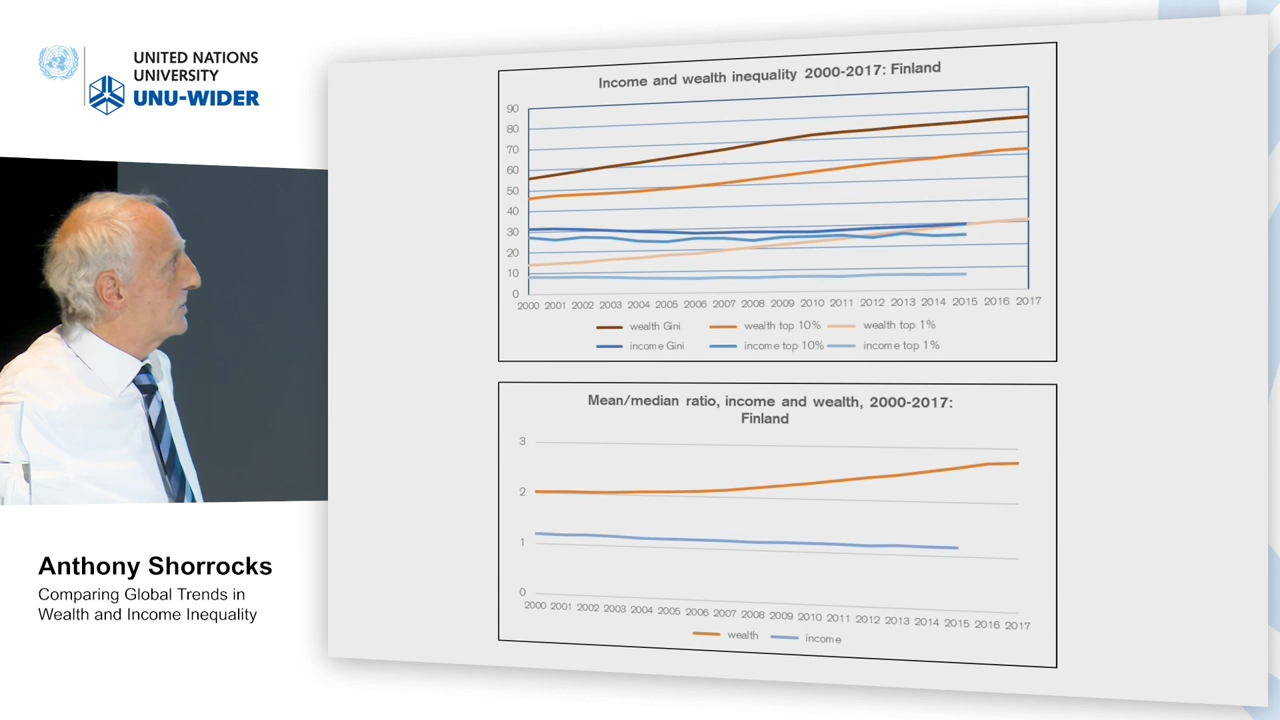 UNITED NATIONS
UNIVERSITY
UNU-WIDER
Anthony Shorrocks
Comparing Global Trends in
Wealth and Income Inequality
Income and wealth inequality 2000-2017: Finland
90
80
70
60
50
40
30
20
10
0
2000 2001 2002 2003 2004 2005 2006 2007 2008 2009 2010 2011 2012 2013 2014 2015 2016 2017
wealth Gini wealth top 10% wealth top 1%
income Gini income top 10% income top 1%
Mean/median ratio, income and wealth, 2000-2017:
Finland
3
2
1
0
2000 2001 2002 2003 2004 2005 2006 2007 2008 2009 2010 2011 2012 2013 2014 2015 2016 2017
wealth income